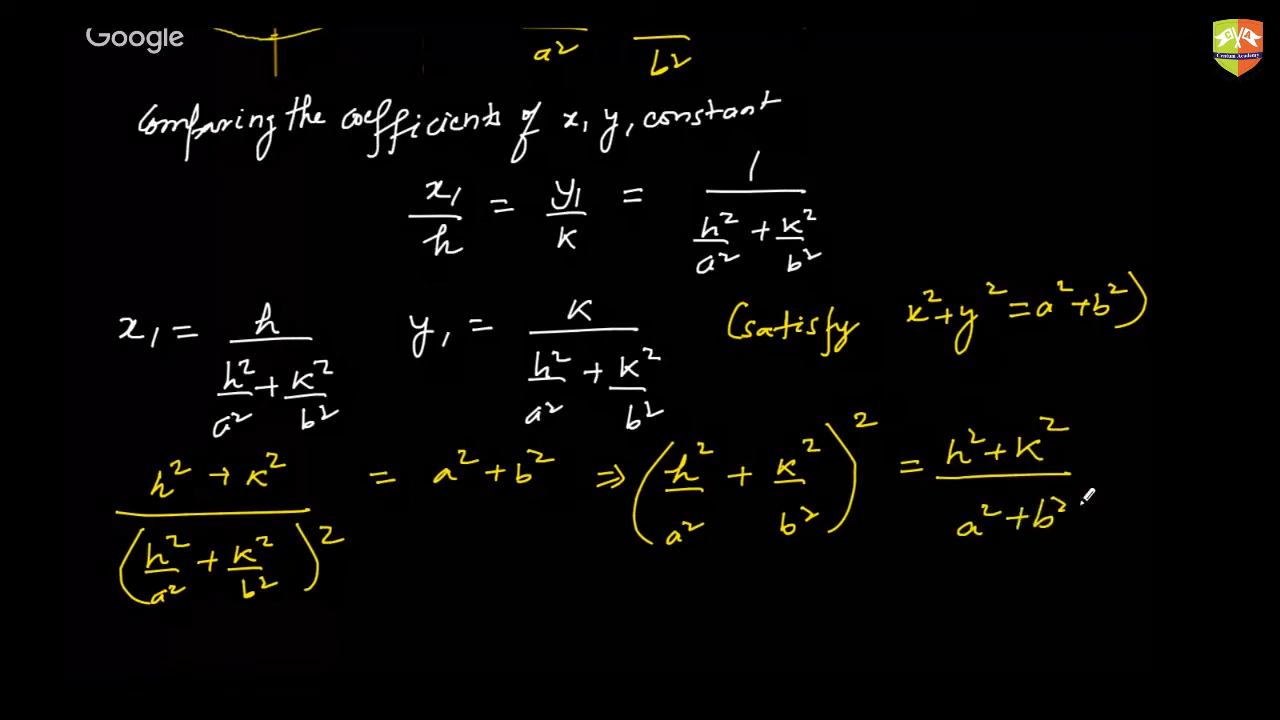 Google
a² b²
Comparing the coefficients of x, y, constant
x₁/h = y₁/k = 1/(h²/a² + k²/b²)
x₁ = h/(h²/a² + k²/b²) y₁ = k/(h²/a² + k²/b²) (satisfy x² + y² = a² + b²)
(h² + k²)/(h²/a² + k²/b²)² = a² + b² ⇒ (h²/a² + k²/b²)² = (h² + k²)/(a² + b²)
Centum Academy